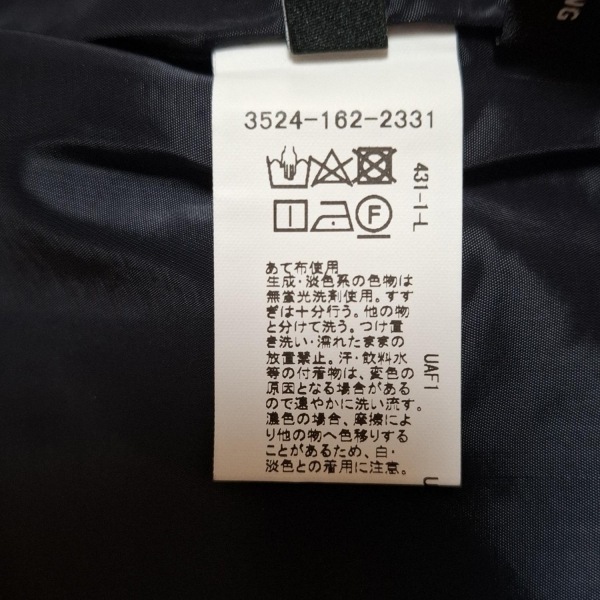 NG
3524-162-2331
431-1-L
F
あて布使用
生成・淡色系の色物は
無蛍光洗剤使用。すす
ぎは十分行う。他の物
と分けて洗う。つけ置
き洗い・濡れたままの
放置禁止。汗・飲料水
等の付着物は、変色の
原因となる場合がある
ので速やかに洗い流す。
濃色の場合、摩擦によ
り他の物へ色移りする
ことがあるため、白・
淡色との着用に注意。
UAF1
U